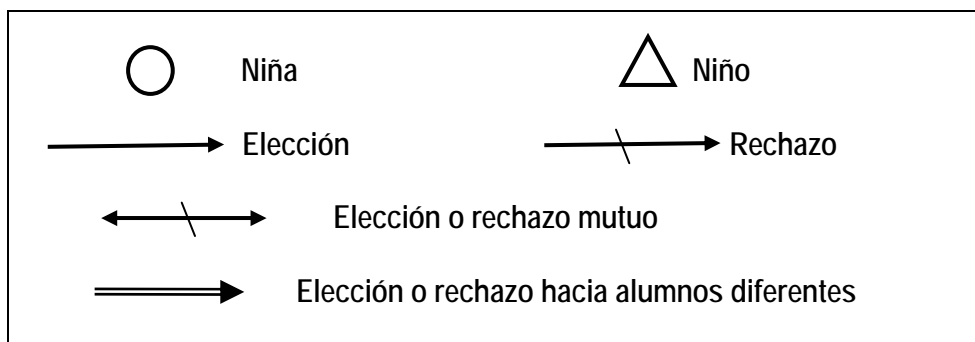 Niña Niño
Elección Rechazo
Elección o rechazo mutuo
Elección o rechazo hacia alumnos diferentes